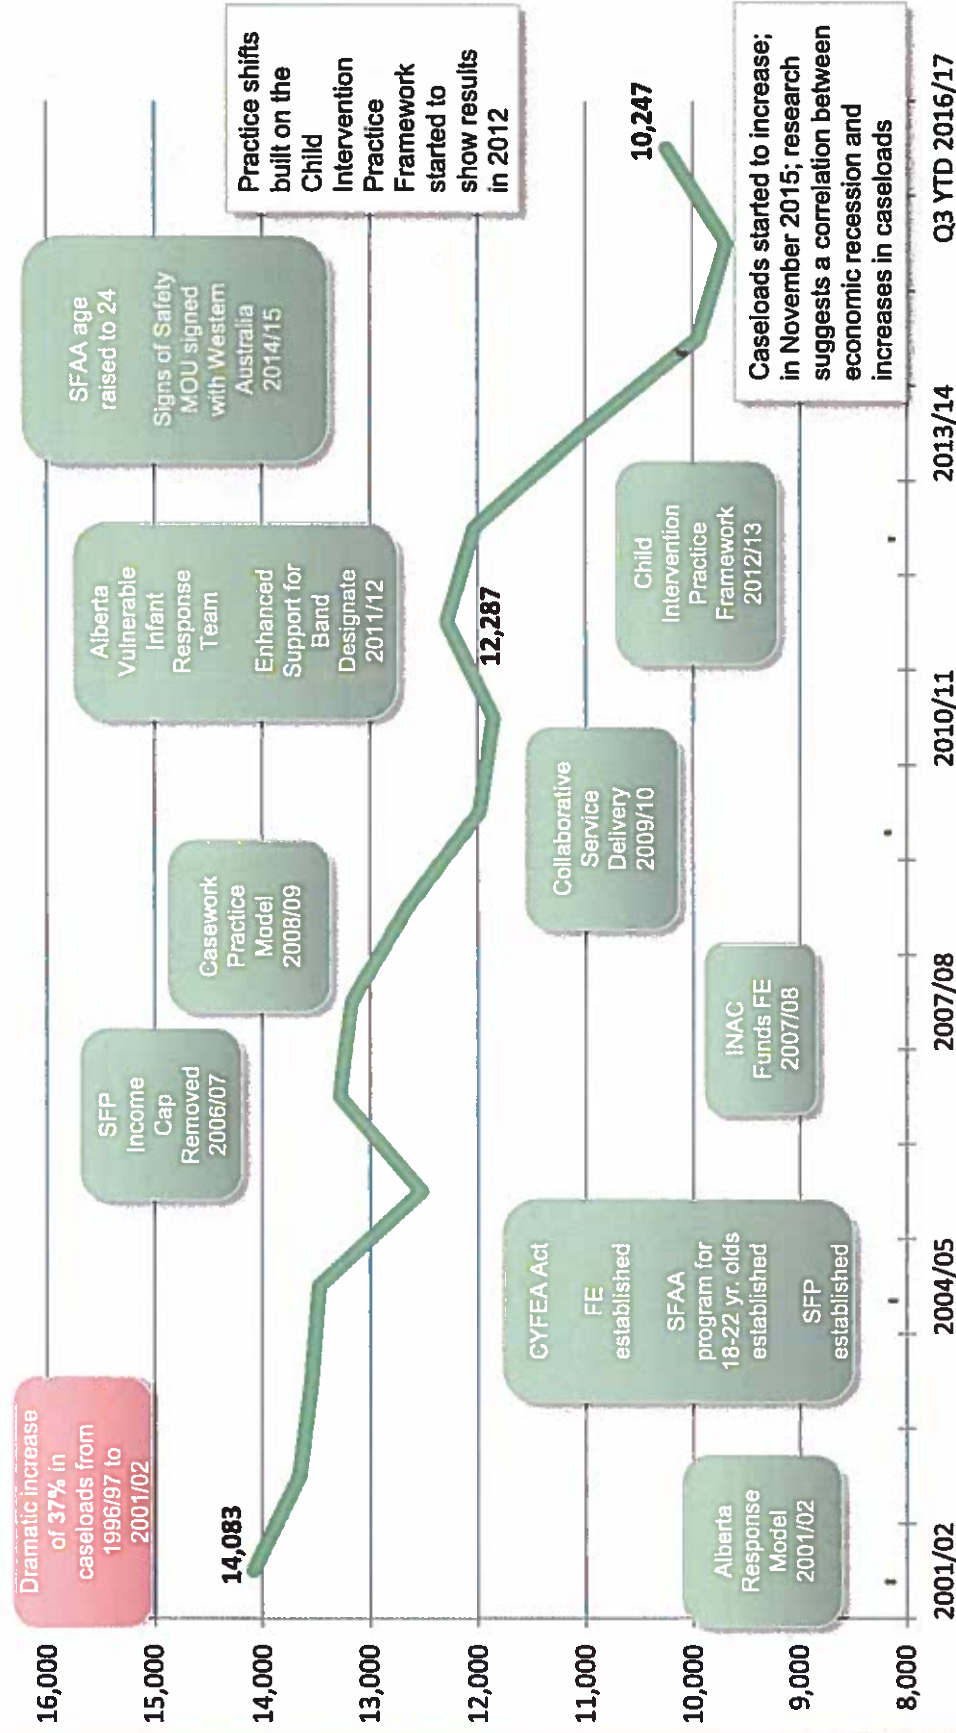 Dramatic increase
of 37% in
caseloads from
1996/97 to
2001/02
SFP
Income
Cap
Removed
2006/07
Casework
Practice
Model
2008/09
Alberta
Vulnerable
Infant
Response
Team
Enhanced
Support for
Band
Designate
2011/12
SFAA age
raised to 24
Signs of Safety
MOU signed
with Western
Australia
2014/15
Practice shifts
built on the
Child
Intervention
Practice
Framework
started to
show results
in 2012
14,083
12,287
10,247
Alberta
Response
Model
2001/02
CYFEA Act
FE
established
SFAA
program for
18-22 yr. olds
established
SFP
established
INAC
Funds FE
2007/08
Collaborative
Service
Delivery
2009/10
Child
Intervention
Practice
Framework
2012/13
Caseloads started to increase;
in November 2015; research
suggests a correlation between
economic recession and
increases in caseloads
16,000
15,000
14,000
13,000
12,000
11,000
10,000
9,000
8,000
2001/02
2004/05
2007/08
2010/11
2013/14
Q3 YTD 2016/17